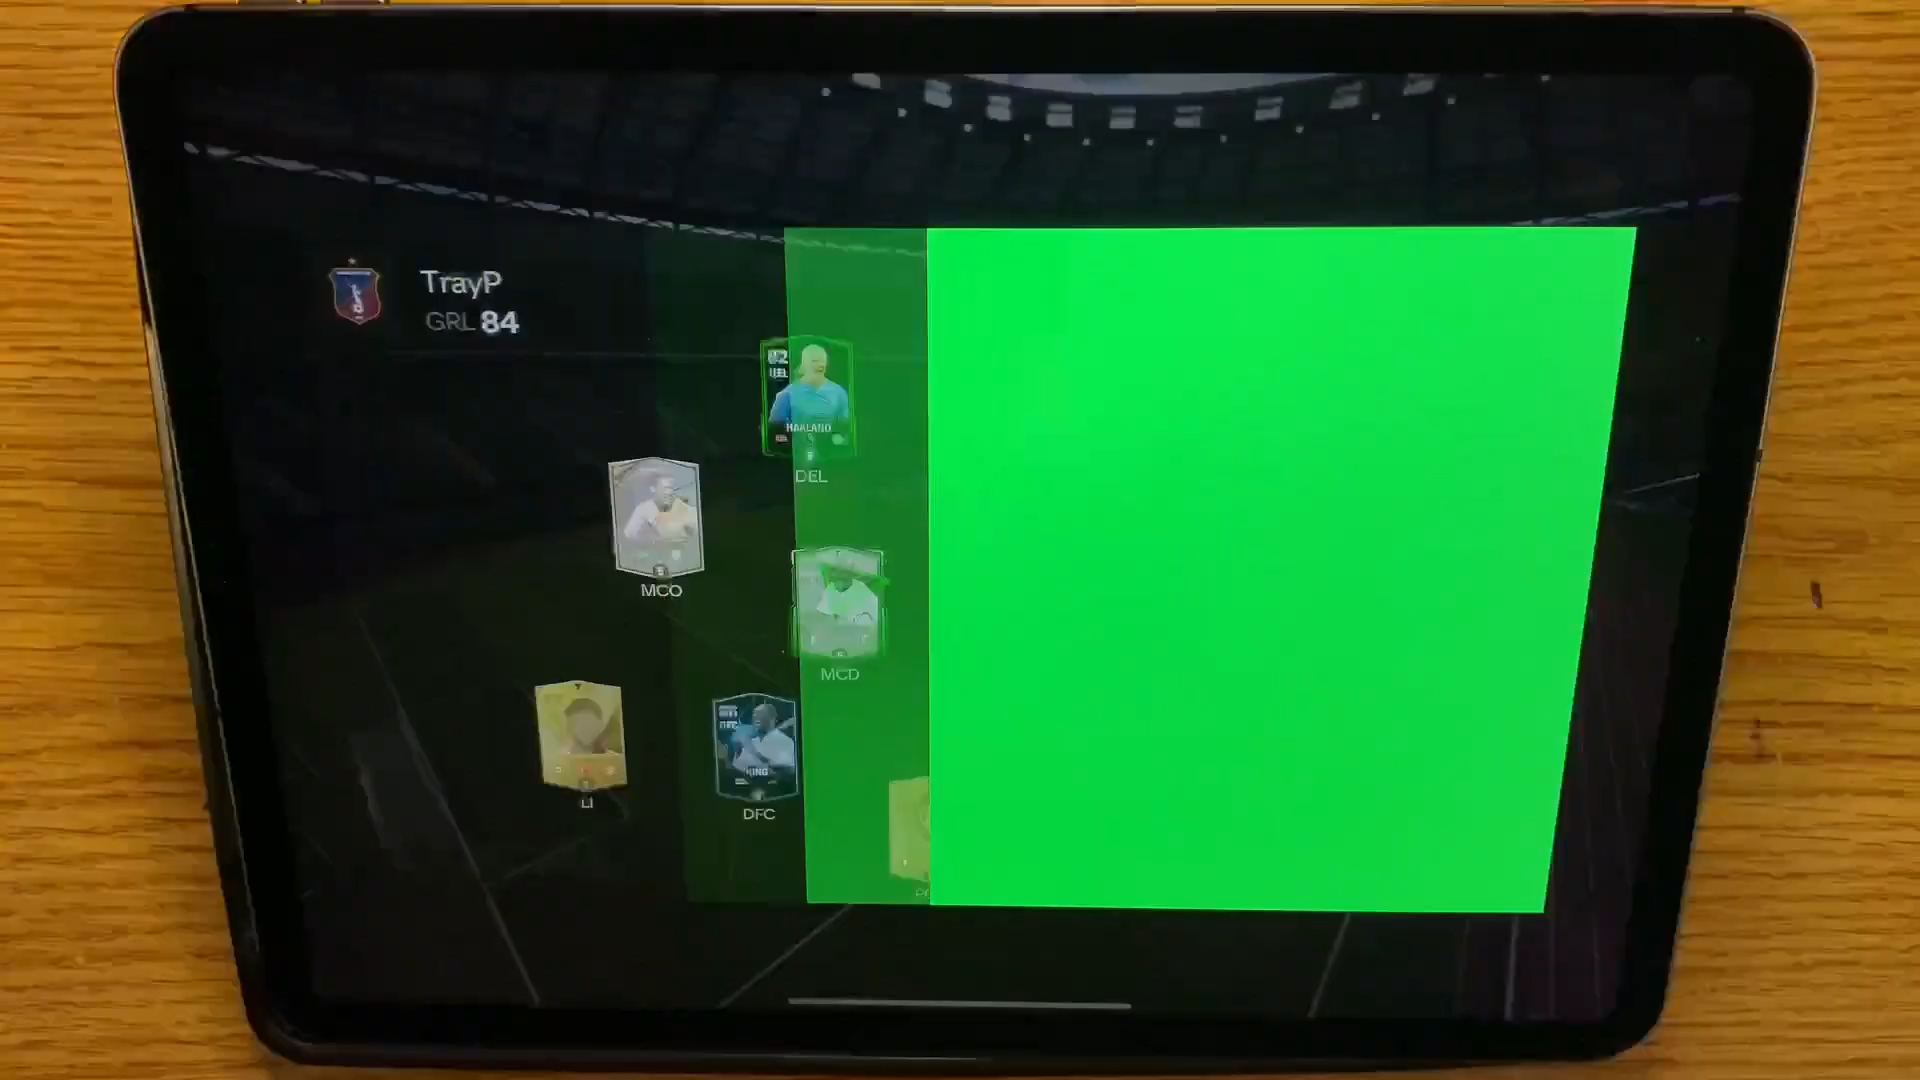 TrayP
GRL 84
HAALAND
DEL
MCO
MCD
LI
KING
DFC